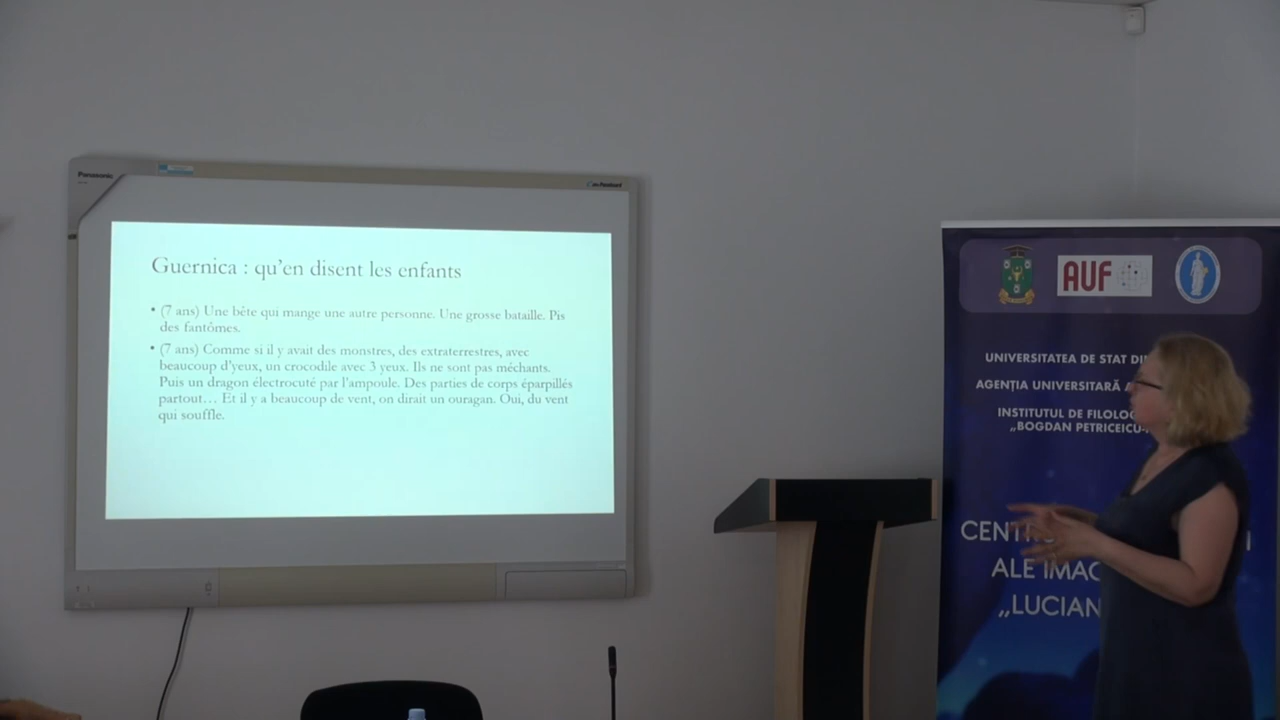 Panasonic
Guernica : qu'en disent les enfants
• (7 ans) Une bête qui mange une autre personne. Une grosse bataille. Pis
des fantômes.
• (7 ans) Comme si il y avait des monstres, des extraterrestres, avec
beaucoup d'yeux, un crocodile avec 3 yeux. Ils ne sont pas méchants.
Puis un dragon électrocuté par l'ampoule. Des parties de corps éparpillés
partout… Et il y a beaucoup de vent, on dirait un ouragan. Oui, du vent
qui souffle.
AUF
UNIVERSITATEA DE STAT DI
AGENȚIA UNIVERSITARĂ
INSTITUTUL DE FILOLO
„BOGDAN PETRICEICU-
CENTR
ALE IMAG
„LUCIAN